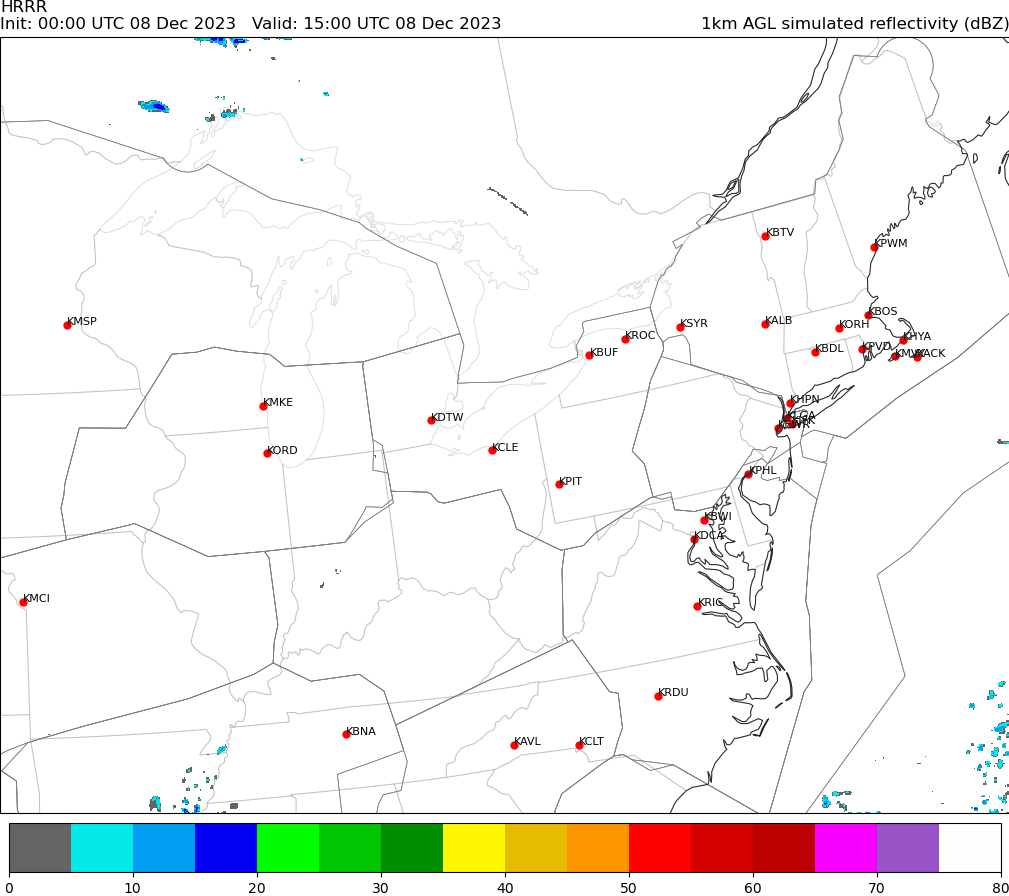 HRRR
Init: 00:00 UTC 08 Dec 2023   Valid: 15:00 UTC 08 Dec 2023   1km AGL simulated reflectivity (dBZ)
KBTV
KPWM
KBOS
KMSP
KSYR
KALB
KORH
KROC
KHYA
KBUF
KBDL
KPVD
KACK
KMKE
KHPN
KDTW
KLGA
KORD
KCLE
KPHL
KPIT
KBWI
KDCA
KMCI
KRIC
KRDU
KBNA
KAVL
KCLT
0 10 20 30 40 50 60 70 80